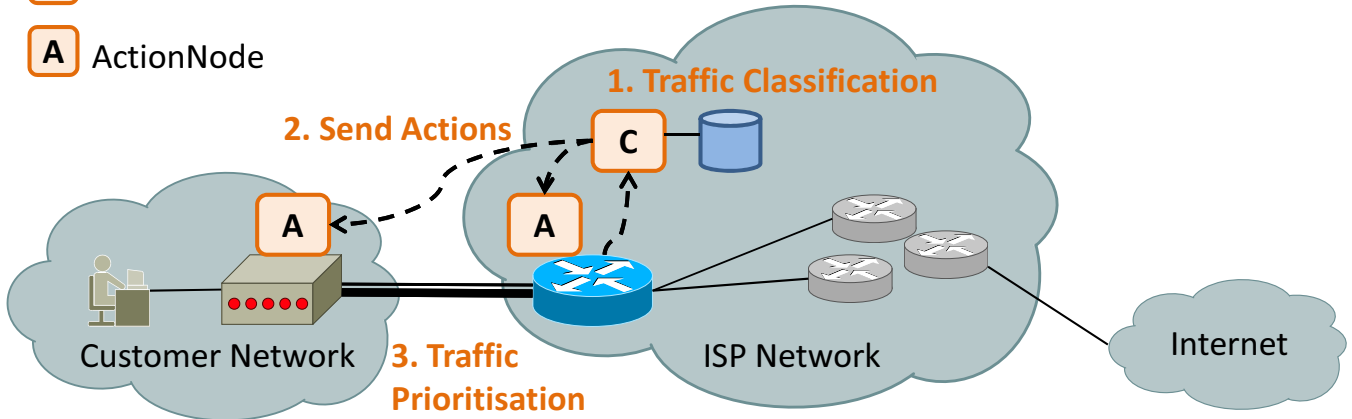 A ActionNode
1. Traffic Classification
2. Send Actions
C
A
A
Customer Network
3. Traffic
Prioritisation
ISP Network
Internet